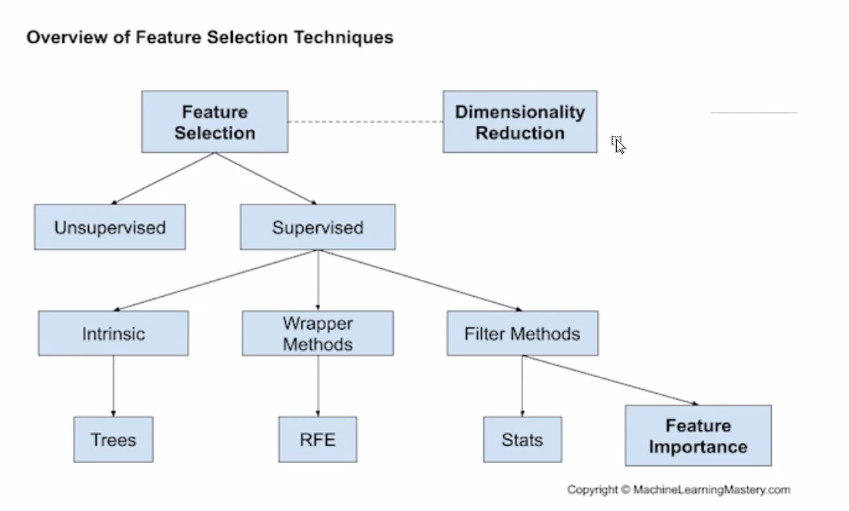 Overview of Feature Selection Techniques
Feature
Selection
Dimensionality
Reduction
Unsupervised
Supervised
Intrinsic
Wrapper
Methods
Filter Methods
Trees
RFE
Stats
Feature
Importance
Copyright © MachineLearningMastery.com